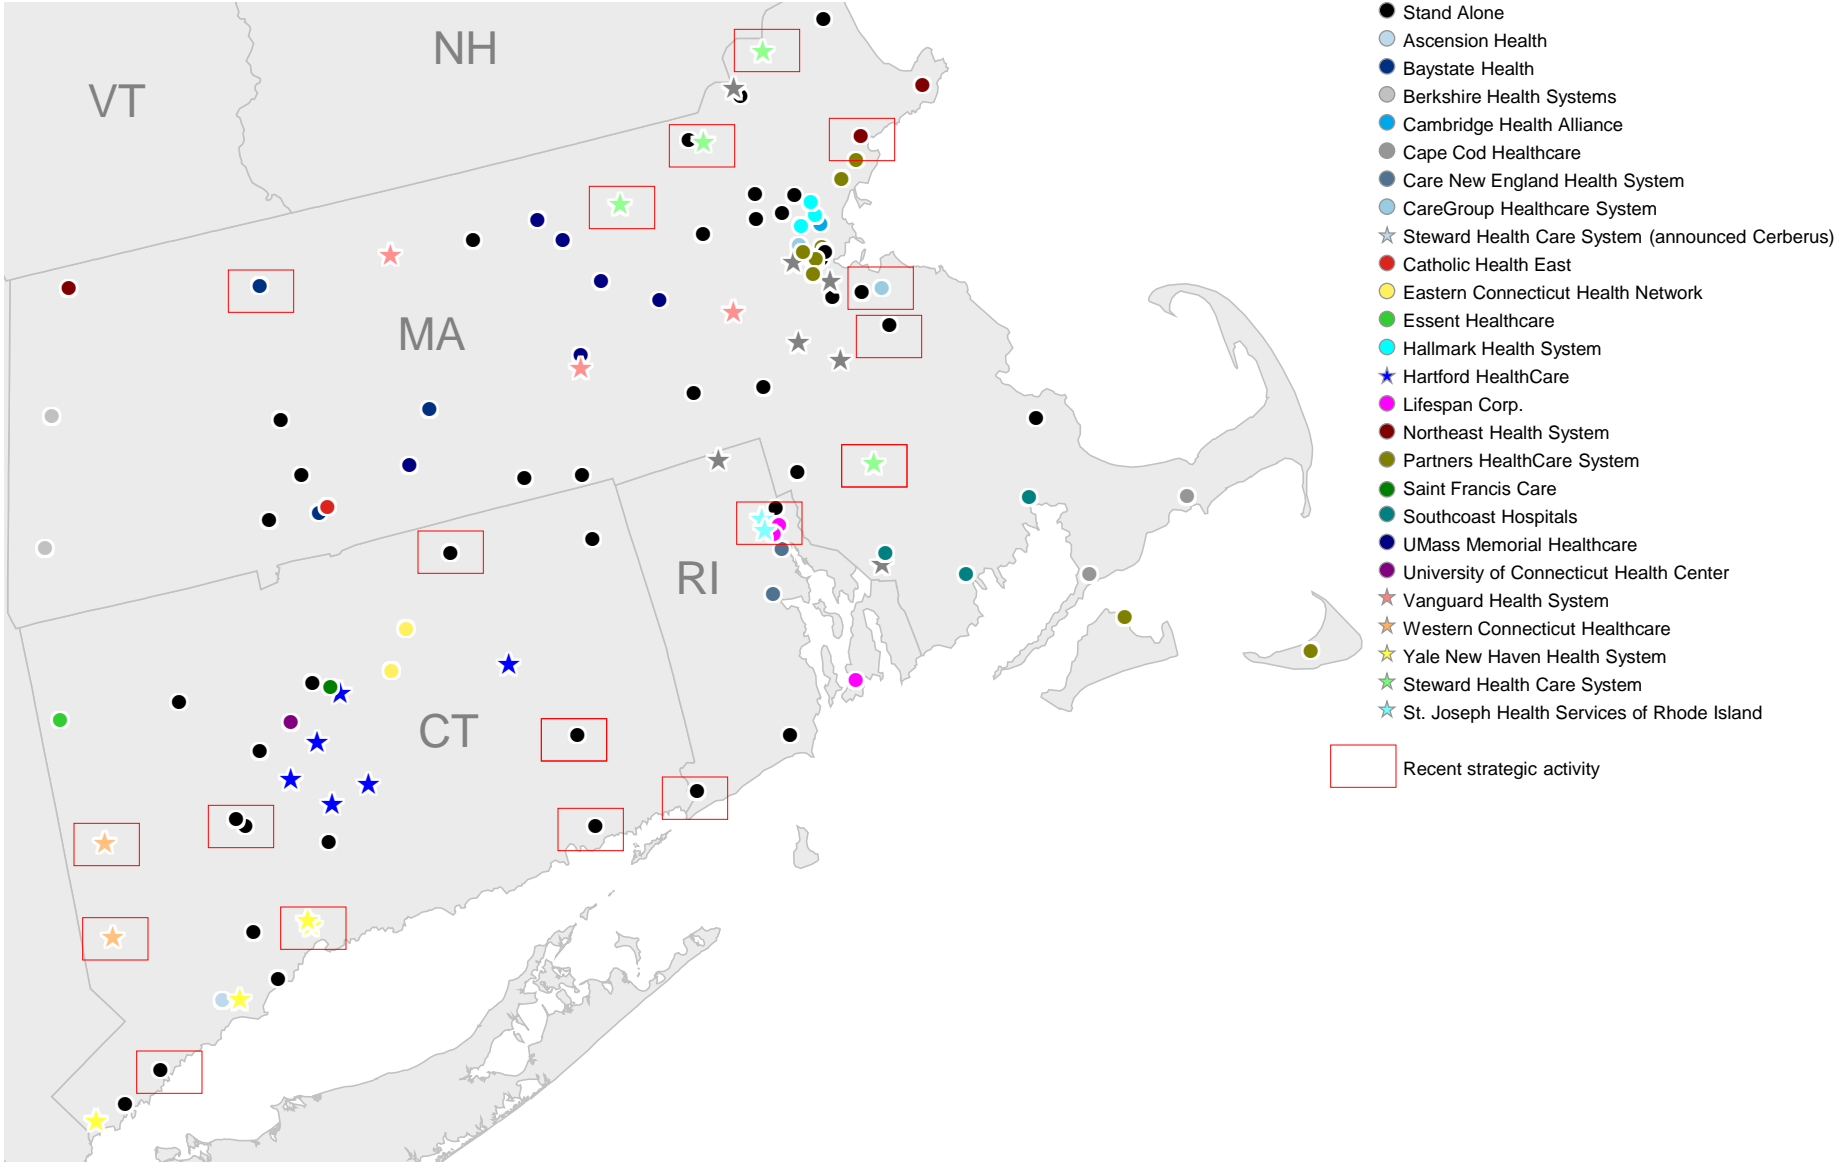 NH
VT
MA
RI
CT
Stand Alone
Ascension Health
Baystate Health
Berkshire Health Systems
Cambridge Health Alliance
Cape Cod Healthcare
Care New England Health System
CareGroup Healthcare System
Steward Health Care System (announced Cerberus)
Catholic Health East
Eastern Connecticut Health Network
Essent Healthcare
Hallmark Health System
Hartford HealthCare
Lifespan Corp.
Northeast Health System
Partners HealthCare System
Saint Francis Care
Southcoast Hospitals
UMass Memorial Healthcare
University of Connecticut Health Center
Vanguard Health System
Western Connecticut Healthcare
Yale New Haven Health System
Steward Health Care System
St. Joseph Health Services of Rhode Island
Recent strategic activity